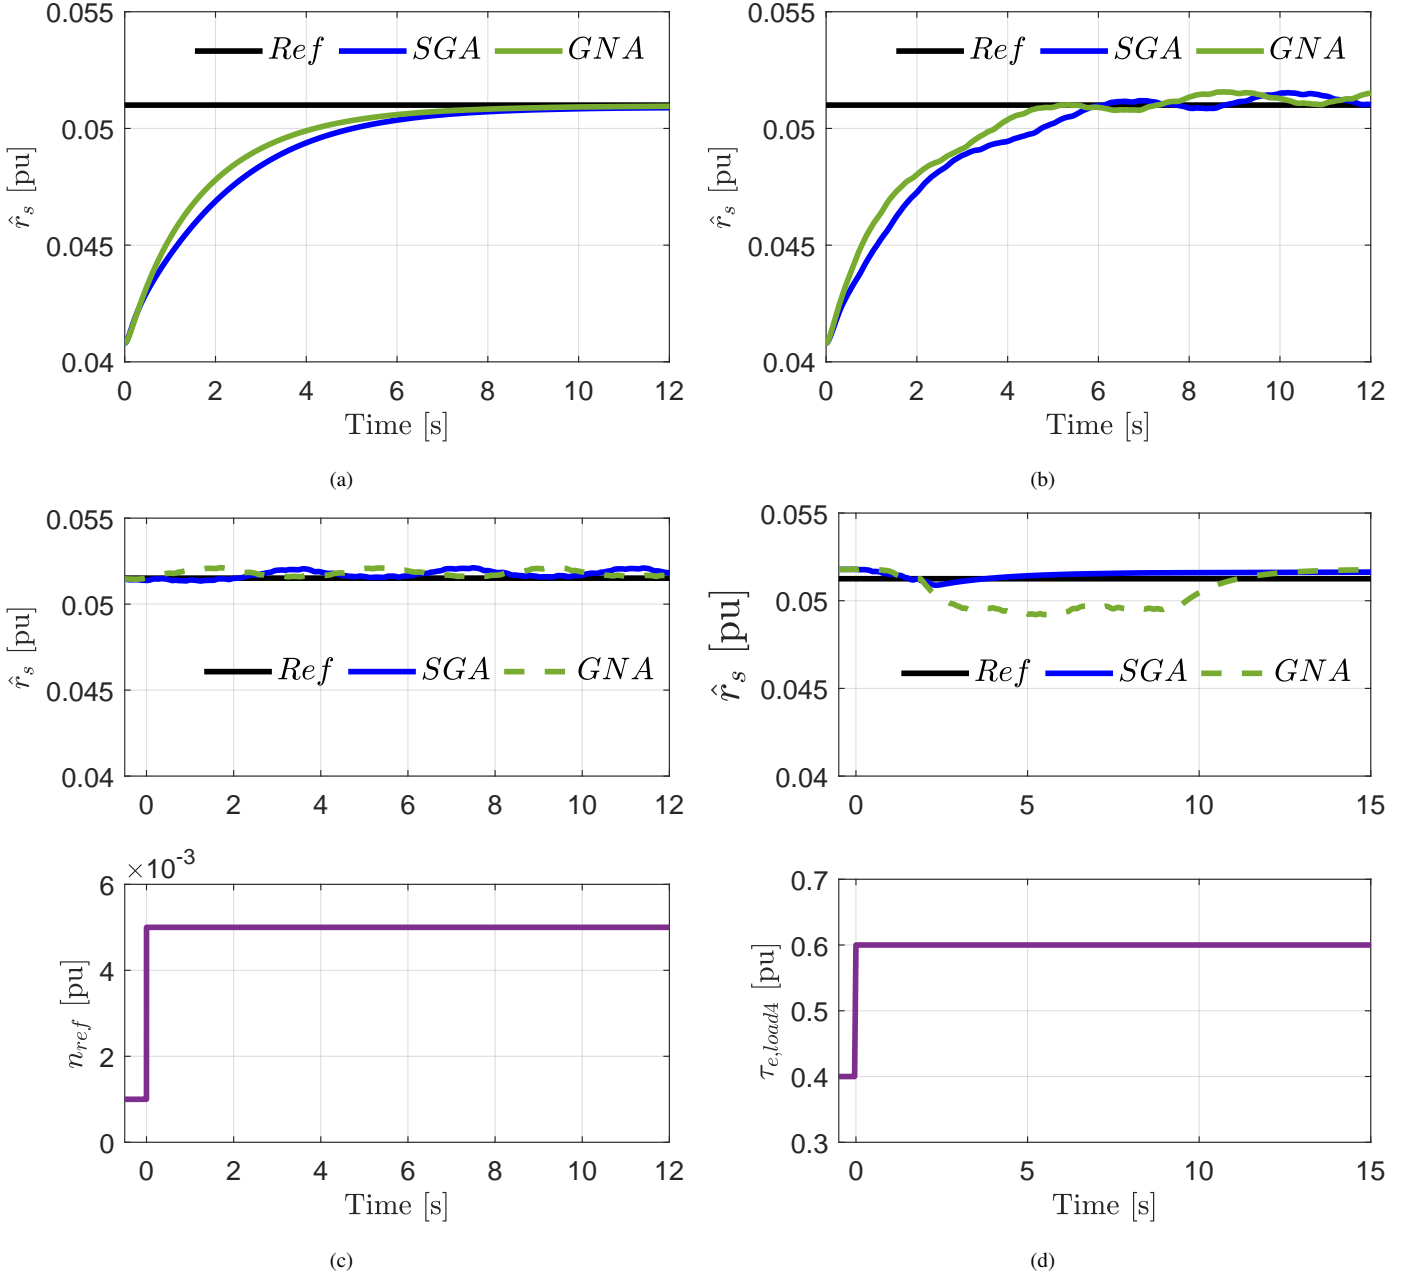 Ref SGA GNA
0.055
0.05
0.045
0.04
r̂s [pu]
0 2 4 6 8 10 12
Time [s]
(a)
Ref SGA GNA
0.055
0.05
0.045
0.04
r̂s [pu]
0 2 4 6 8 10 12
Time [s]
(b)
0.055
0.05
0.045
0.04
r̂s [pu]
Ref SGA GNA
0 2 4 6 8 10 12
×10-3
6
4
2
0
nref [pu]
0 2 4 6 8 10 12
Time [s]
(c)
0.055
0.05
0.045
0.04
r̂s [pu]
Ref SGA GNA
0 5 10 15
0.7
0.6
0.5
0.4
0.3
τe,load4 [pu]
0 5 10 15
Time [s]
(d)